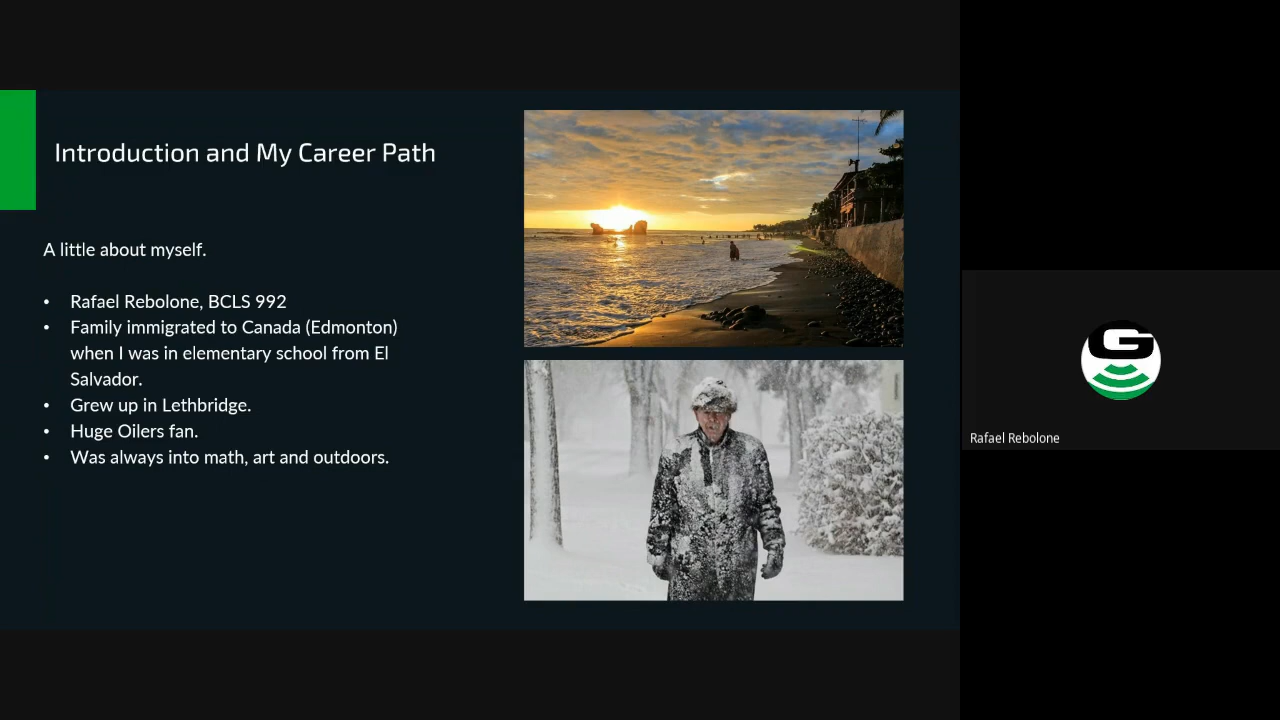 Introduction and My Career Path
A little about myself.
• Rafael Rebolone, BCLS 992
• Family immigrated to Canada (Edmonton)
when I was in elementary school from El
Salvador.
• Grew up in Lethbridge.
• Huge Oilers fan.
• Was always into math, art and outdoors.
G
Rafael Rebolone